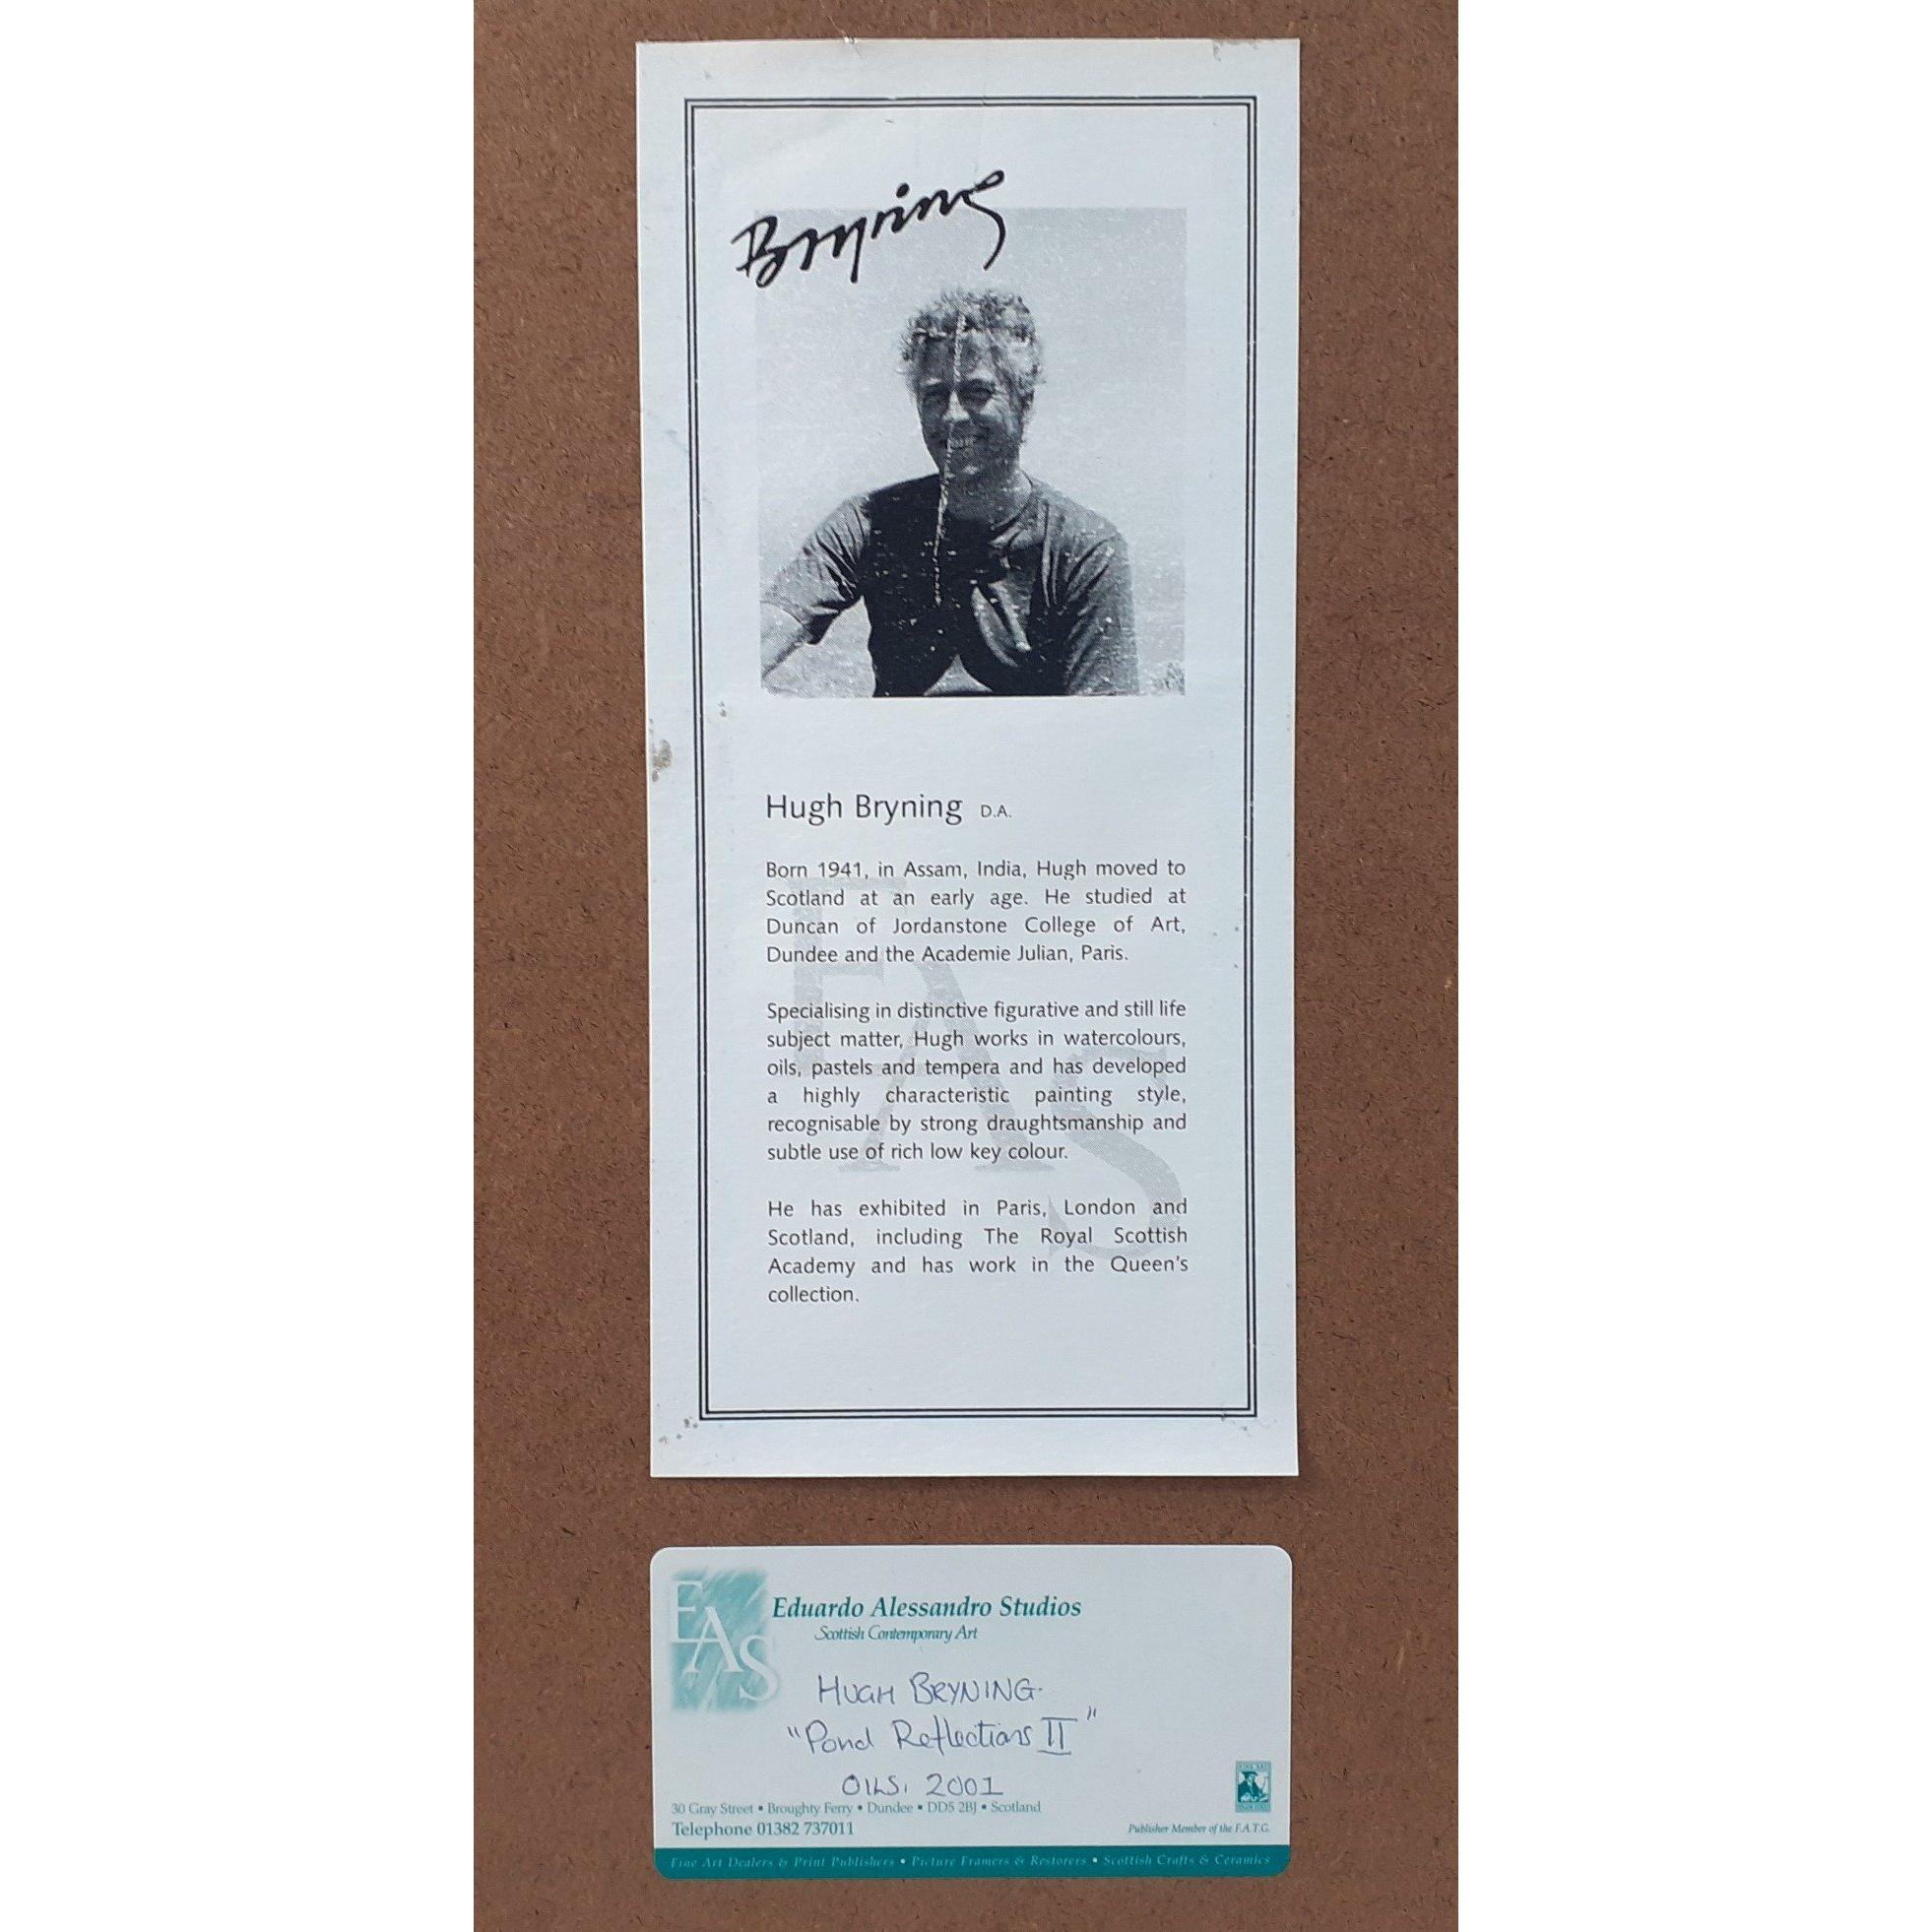 Bryning
Hugh Bryning D.A.
Born 1941, in Assam, India, Hugh moved to
Scotland at an early age. He studied at
Duncan of Jordanstone College of Art,
Dundee and the Academie Julian, Paris.
Specialising in distinctive figurative and still life
subject matter, Hugh works in watercolours,
oils, pastels and tempera and has developed
a highly characteristic painting style,
recognisable by strong draughtsmanship and
subtle use of rich low key colour.
He has exhibited in Paris, London and
Scotland, including The Royal Scottish
Academy and has work in the Queen's
collection.
EAS
EAS
Eduardo Alessandro Studios
Scottish Contemporary Art
HUGH BRYNING.
"Pond Reflections II"
OILS. 2001
30 Gray Street • Broughty Ferry • Dundee • DD5 2BJ • Scotland
Telephone 01382 737011
Publisher Member of the F.A.T.G.
Fine Art Dealers & Print Publishers • Picture Framers & Restorers • Scottish Crafts & Ceramics